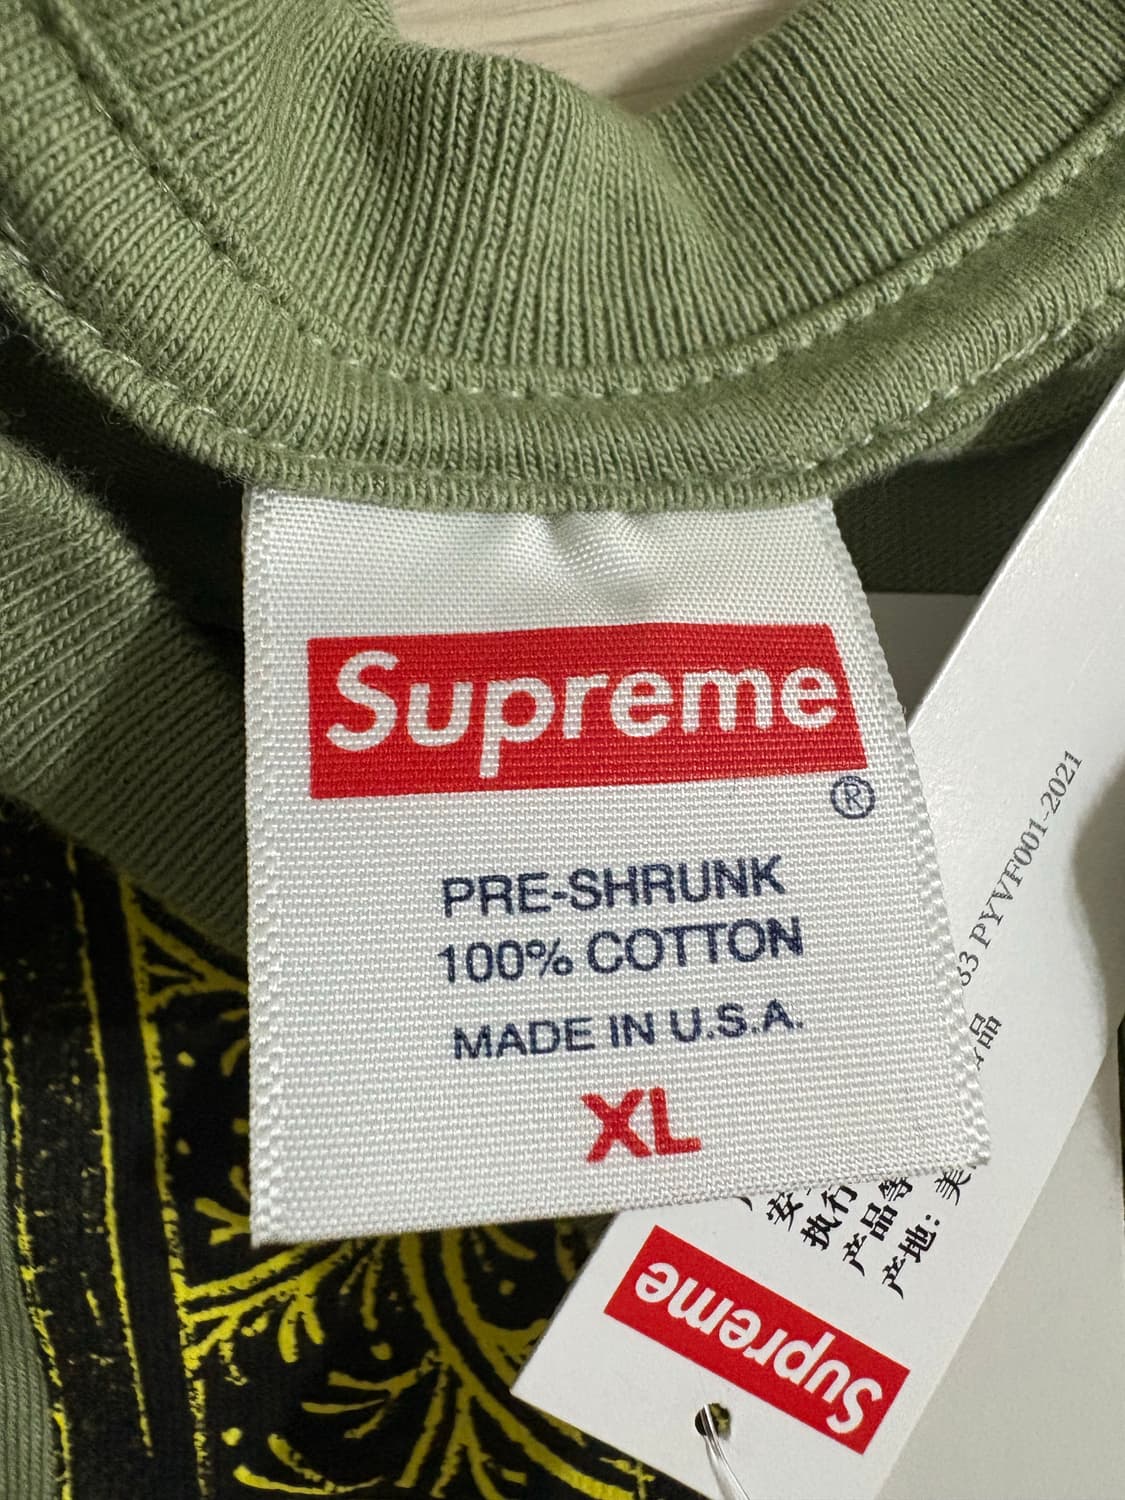 Supreme
®
PRE-SHRUNK
100% COTTON
MADE IN U.S.A.
XL
33 PYVF001-2021
品
安
执行
产品等
产地: 美
Supreme